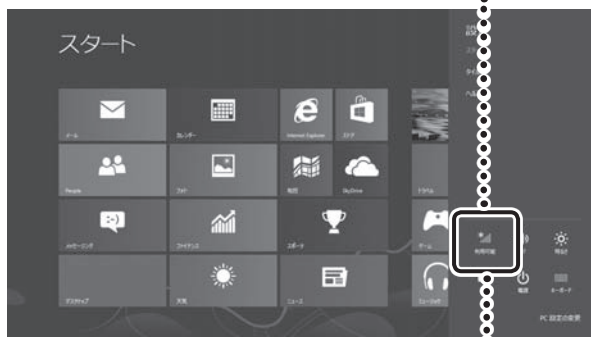 スタート
メール
カレンダー
Internet Explorer
ストア
People
フォト
地図
SkyDrive
トラベル
メッセージング
ファイナンス
スポーツ
ゲーム
デスクトップ
天気
ニュース
ミュージック
利用可能
明るさ
電源
キーボード
PC 設定の変更